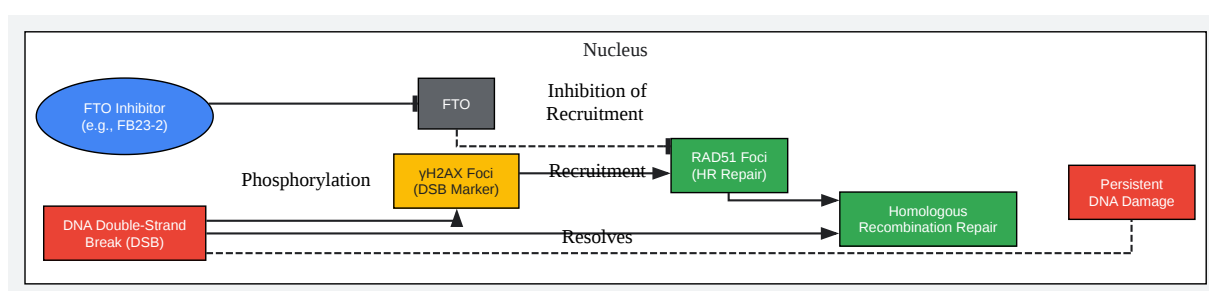 Nucleus
FTO Inhibitor
(e.g., FB23-2)
FTO
Inhibition of
Recruitment
RAD51 Foci
(HR Repair)
Phosphorylation
γH2AX Foci
(DSB Marker)
Recruitment
Persistent
DNA Damage
DNA Double-Strand
Break (DSB)
Resolves
Homologous
Recombination Repair